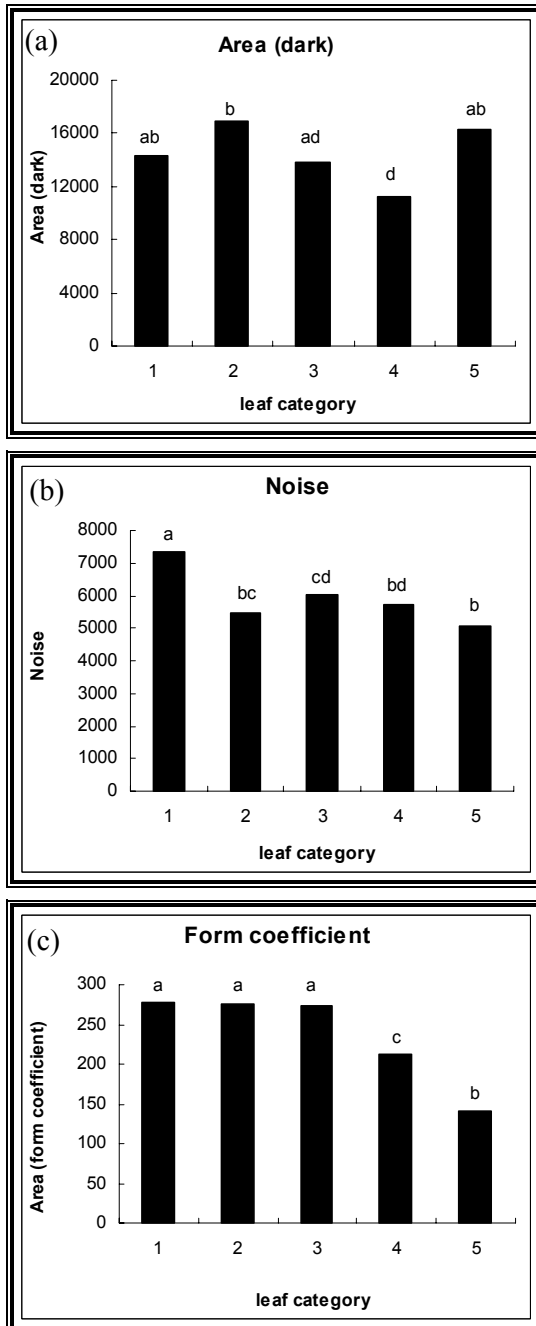 (a)
Area (dark)
20000
16000
12000
8000
4000
0
Area (dark)
ab
b
ad
d
ab
1 2 3 4 5
leaf category
(b)
Noise
8000
7000
6000
5000
4000
3000
2000
1000
0
Noise
a
bc
cd
bd
b
1 2 3 4 5
leaf category
(c)
Form coefficient
300
250
200
150
100
50
0
Area (form coefficient)
a a a
c
b
1 2 3 4 5
leaf category